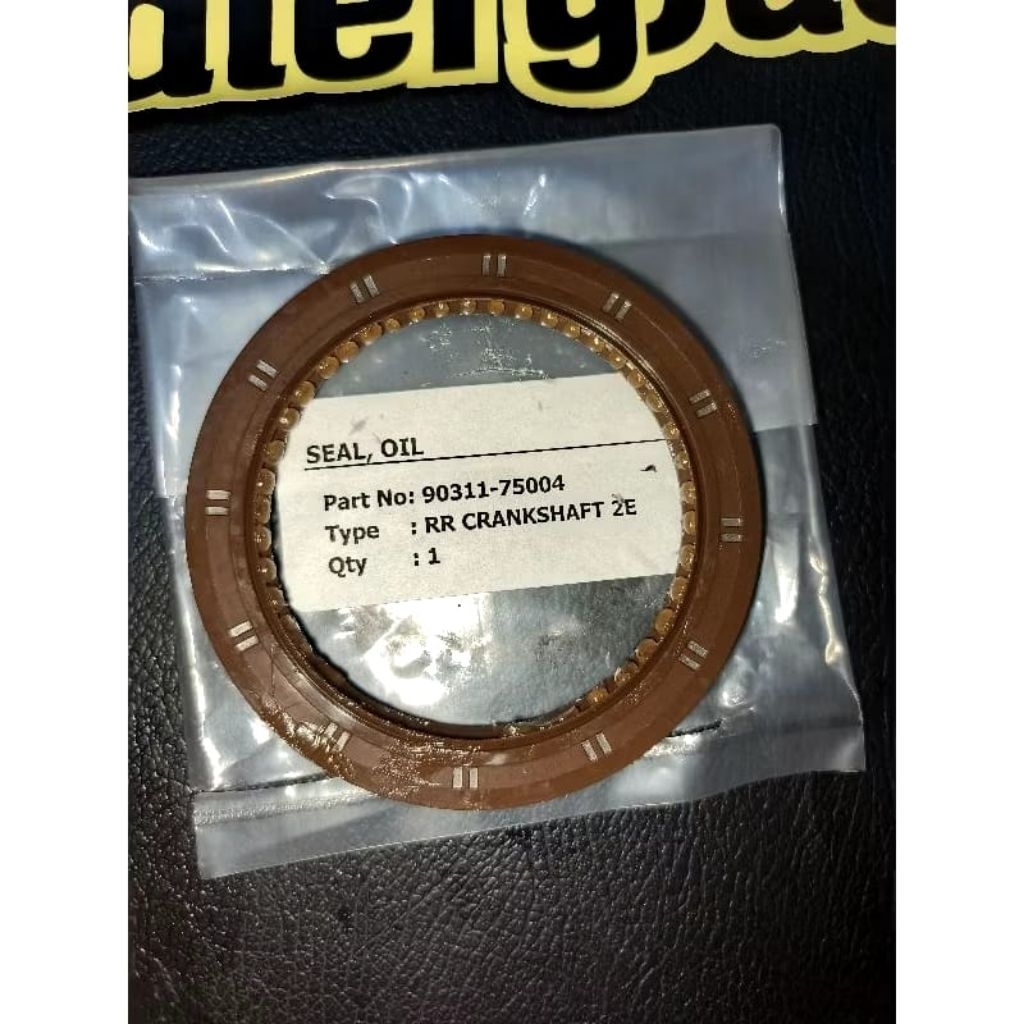 SEAL, OIL
Part No: 90311-75004
Type : RR CRANKSHAFT 2E
Qty : 1